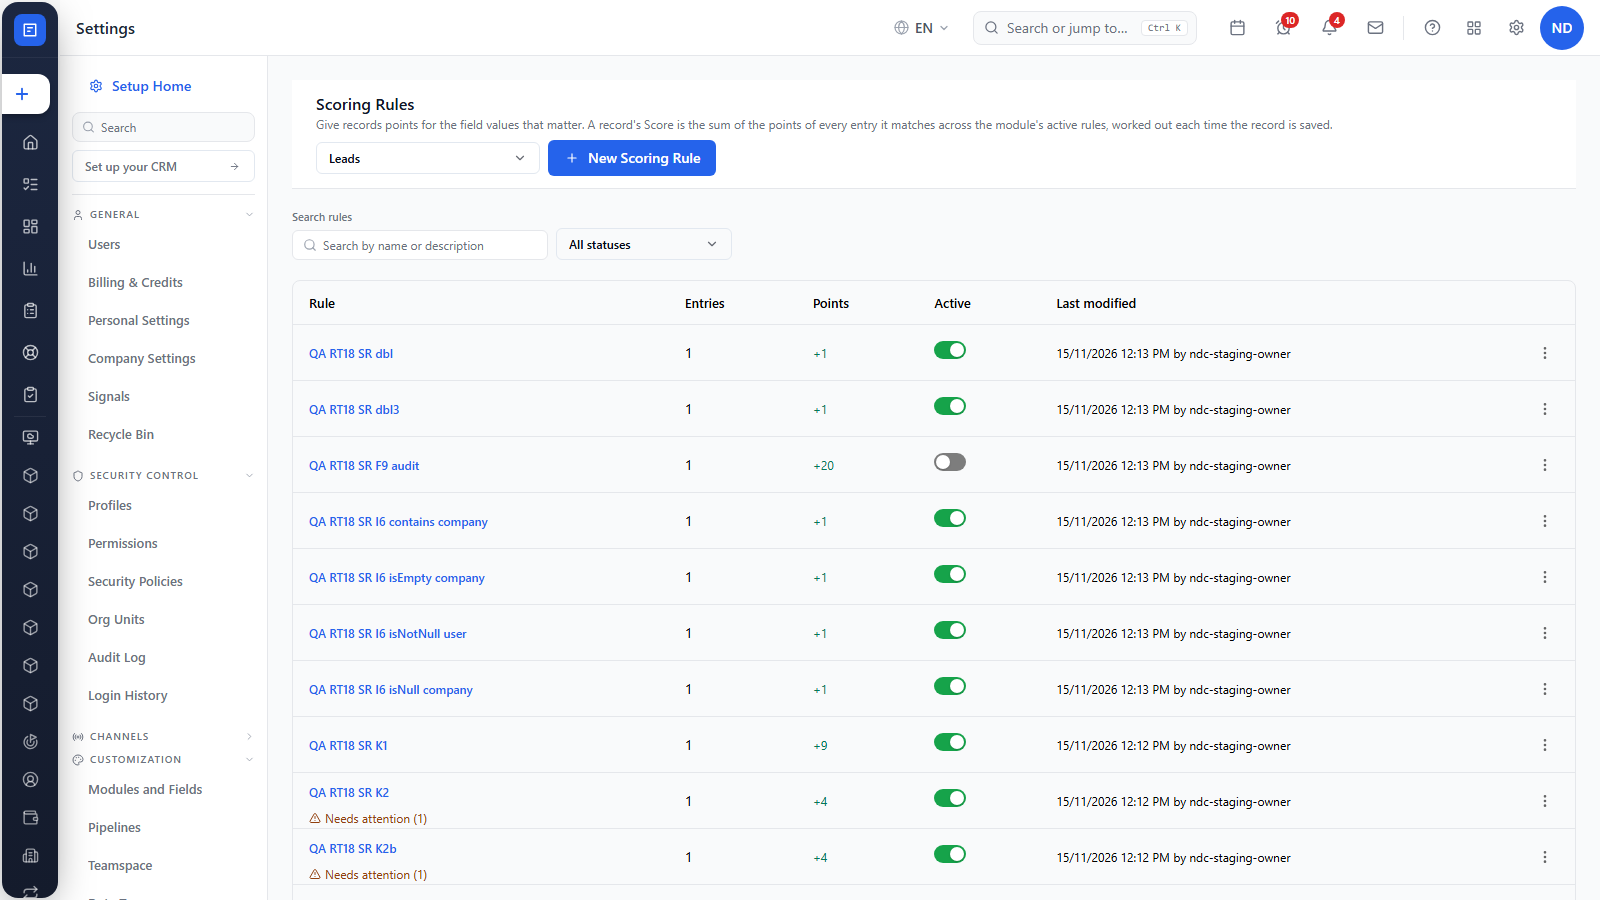 Settings
EN
Search or jump to...
Ctrl K
10
4
ND
Setup Home
Search
Set up your CRM
GENERAL
Users
Billing & Credits
Personal Settings
Company Settings
Signals
Recycle Bin
SECURITY CONTROL
Profiles
Permissions
Security Policies
Org Units
Audit Log
Login History
CHANNELS
CUSTOMIZATION
Modules and Fields
Pipelines
Teamspace
Scoring Rules
Give records points for the field values that matter. A record's Score is the sum of the points of every entry it matches across the module's active rules, worked out each time the record is saved.
Leads
New Scoring Rule
Search rules
Search by name or description
All statuses
Rule Entries Points Active Last modified
QA RT18 SR dbl 1 +1 15/11/2026 12:13 PM by ndc-staging-owner
QA RT18 SR dbl3 1 +1 15/11/2026 12:13 PM by ndc-staging-owner
QA RT18 SR F9 audit 1 +20 15/11/2026 12:13 PM by ndc-staging-owner
QA RT18 SR I6 contains company 1 +1 15/11/2026 12:13 PM by ndc-staging-owner
QA RT18 SR I6 isEmpty company 1 +1 15/11/2026 12:13 PM by ndc-staging-owner
QA RT18 SR I6 isNotNull user 1 +1 15/11/2026 12:13 PM by ndc-staging-owner
QA RT18 SR I6 isNull company 1 +1 15/11/2026 12:13 PM by ndc-staging-owner
QA RT18 SR K1 1 +9 15/11/2026 12:12 PM by ndc-staging-owner
QA RT18 SR K2 1 +4 15/11/2026 12:12 PM by ndc-staging-owner
Needs attention (1)
QA RT18 SR K2b 1 +4 15/11/2026 12:12 PM by ndc-staging-owner
Needs attention (1)